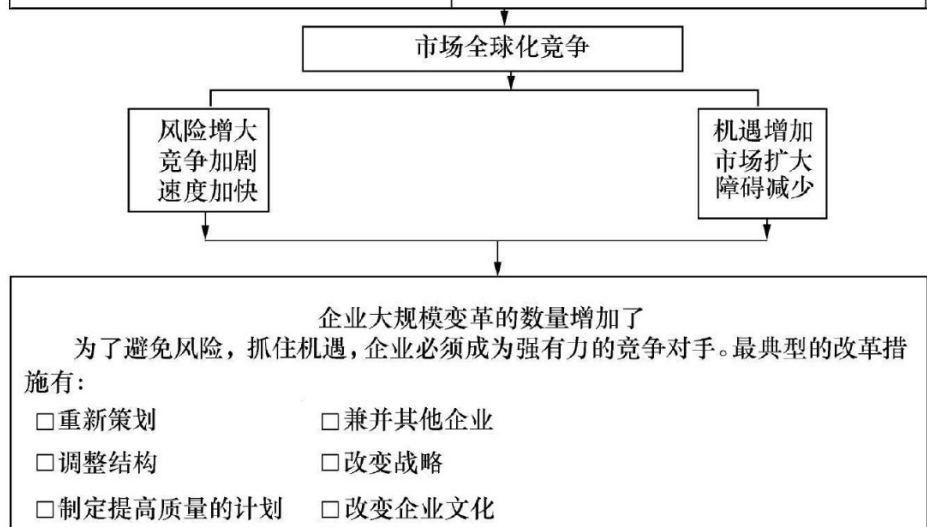 市场全球化竞争
风险增大
竞争加剧
速度加快
机遇增加
市场扩大
障碍减少
企业大规模变革的数量增加了
为了避免风险，抓住机遇，企业必须成为强有力的竞争对手。最典型的改革措
施有：
□重新策划 □兼并其他企业
□调整结构 □改变战略
□制定提高质量的计划 □改变企业文化